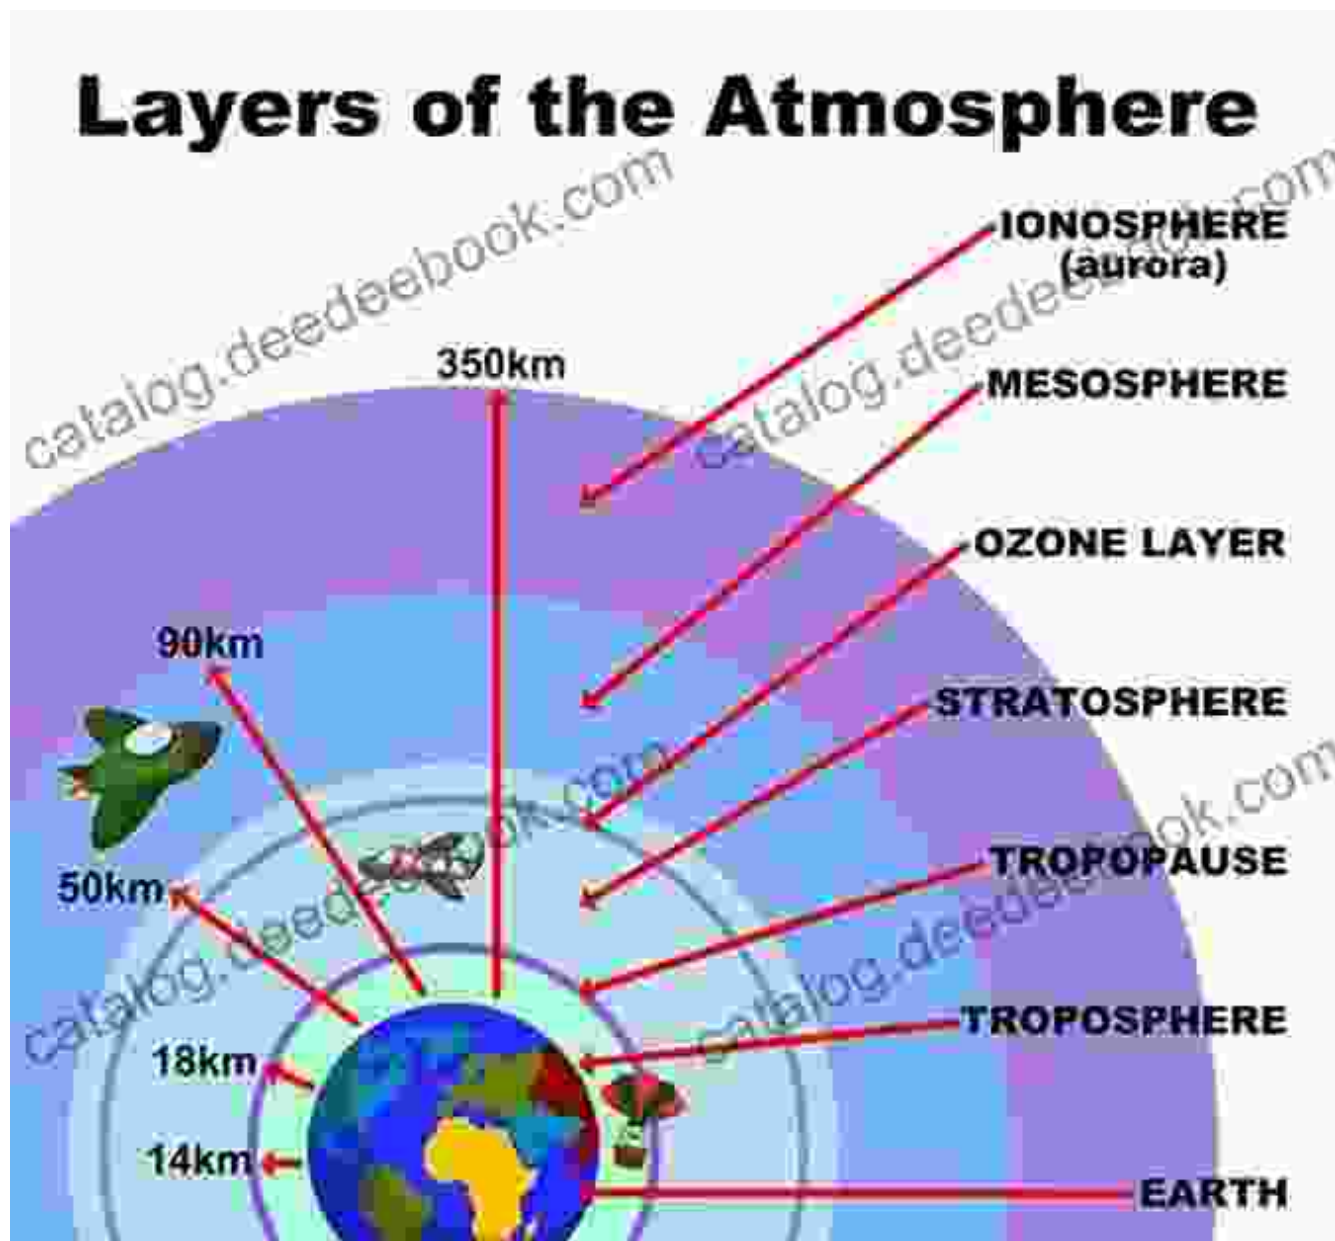 Layers of the Atmosphere
catalog.deedeebook.com
catalog.deedeebook.com
IONOSPHERE
(aurora)
350km
MESOSPHERE
OZONE LAYER
90km
STRATOSPHERE
catalog.deedeebook.com
catalog.deedeebook.com
TROPOPAUSE
50km
TROPOSPHERE
18km
14km
EARTH